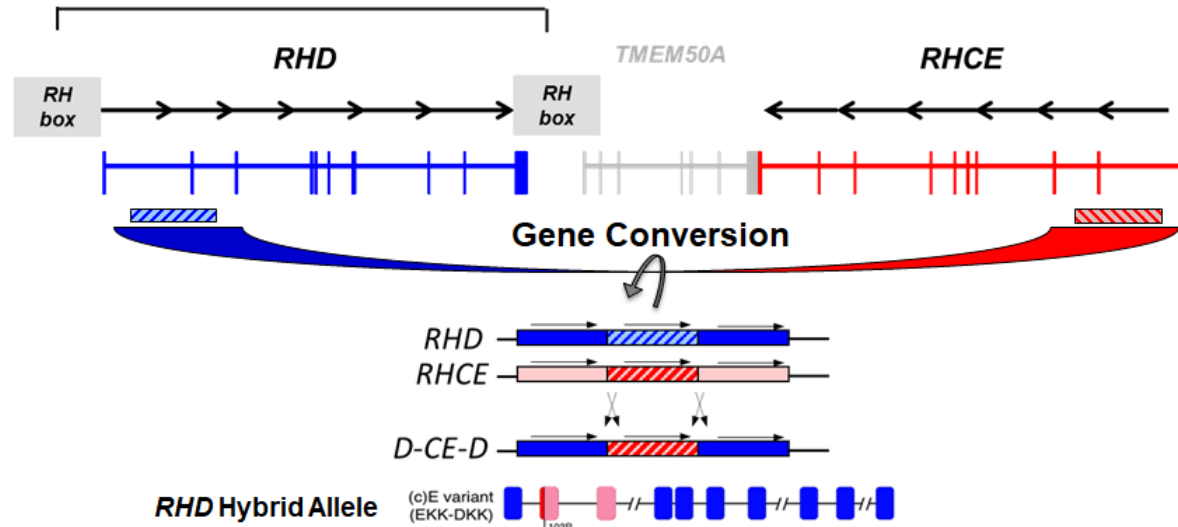 RHD
TMEM50A
RHCE
RH
box
RH
box
Gene Conversion
RHD
RHCE
D-CE-D
RHD Hybrid Allele
(c)E variant
(EKK-DKK)